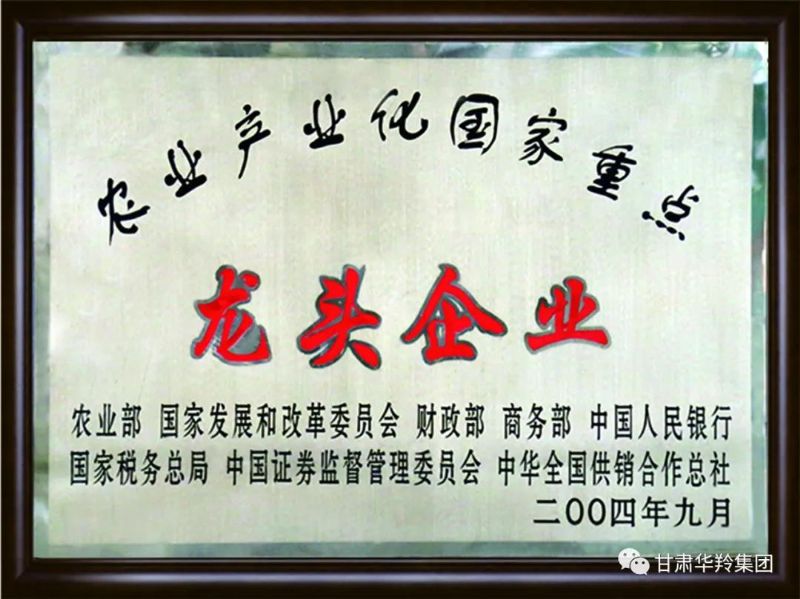 农业产业化国家重点
龙头企业
农业部 国家发展和改革委员会 财政部 商务部 中国人民银行
国家税务总局 中国证券监督管理委员会 中华全国供销合作总社
二〇〇四年九月
甘肃华羚集团